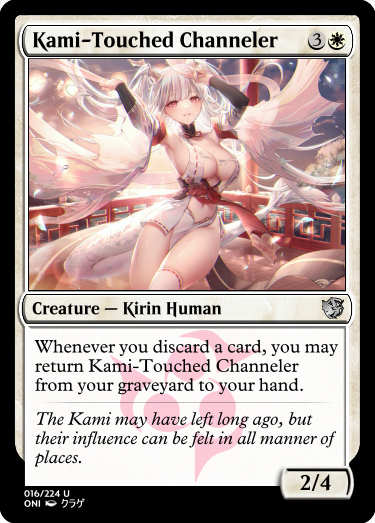 Kami-Touched Channeler 3
Creature — Kirin Human
Whenever you discard a card, you may
return Kami-Touched Channeler
from your graveyard to your hand.
The Kami may have left long ago, but
their influence can be felt in all manner of
places.
2/4
016/224 U
ONI クラゲ